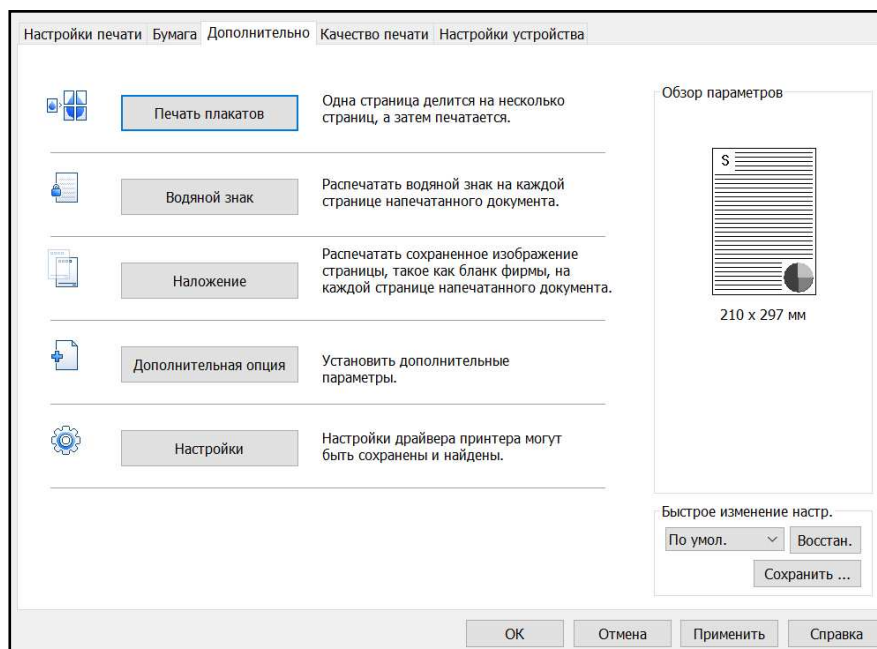 Настройки печати Бумага Дополнительно Качество печати Настройки устройства
Печать плакатов
Одна страница делится на несколько
страниц, а затем печатается.
Водяной знак
Распечатать водяной знак на каждой
странице напечатанного документа.
Наложение
Распечатать сохраненное изображение
страницы, такое как бланк фирмы, на
каждой странице напечатанного документа.
Дополнительная опция
Установить дополнительные
параметры.
Настройки
Настройки драйвера принтера могут
быть сохранены и найдены.
Обзор параметров
S
210 x 297 мм
Быстрое изменение настр.
По умол. Восстан.
Сохранить ...
ОК Отмена Применить Справка